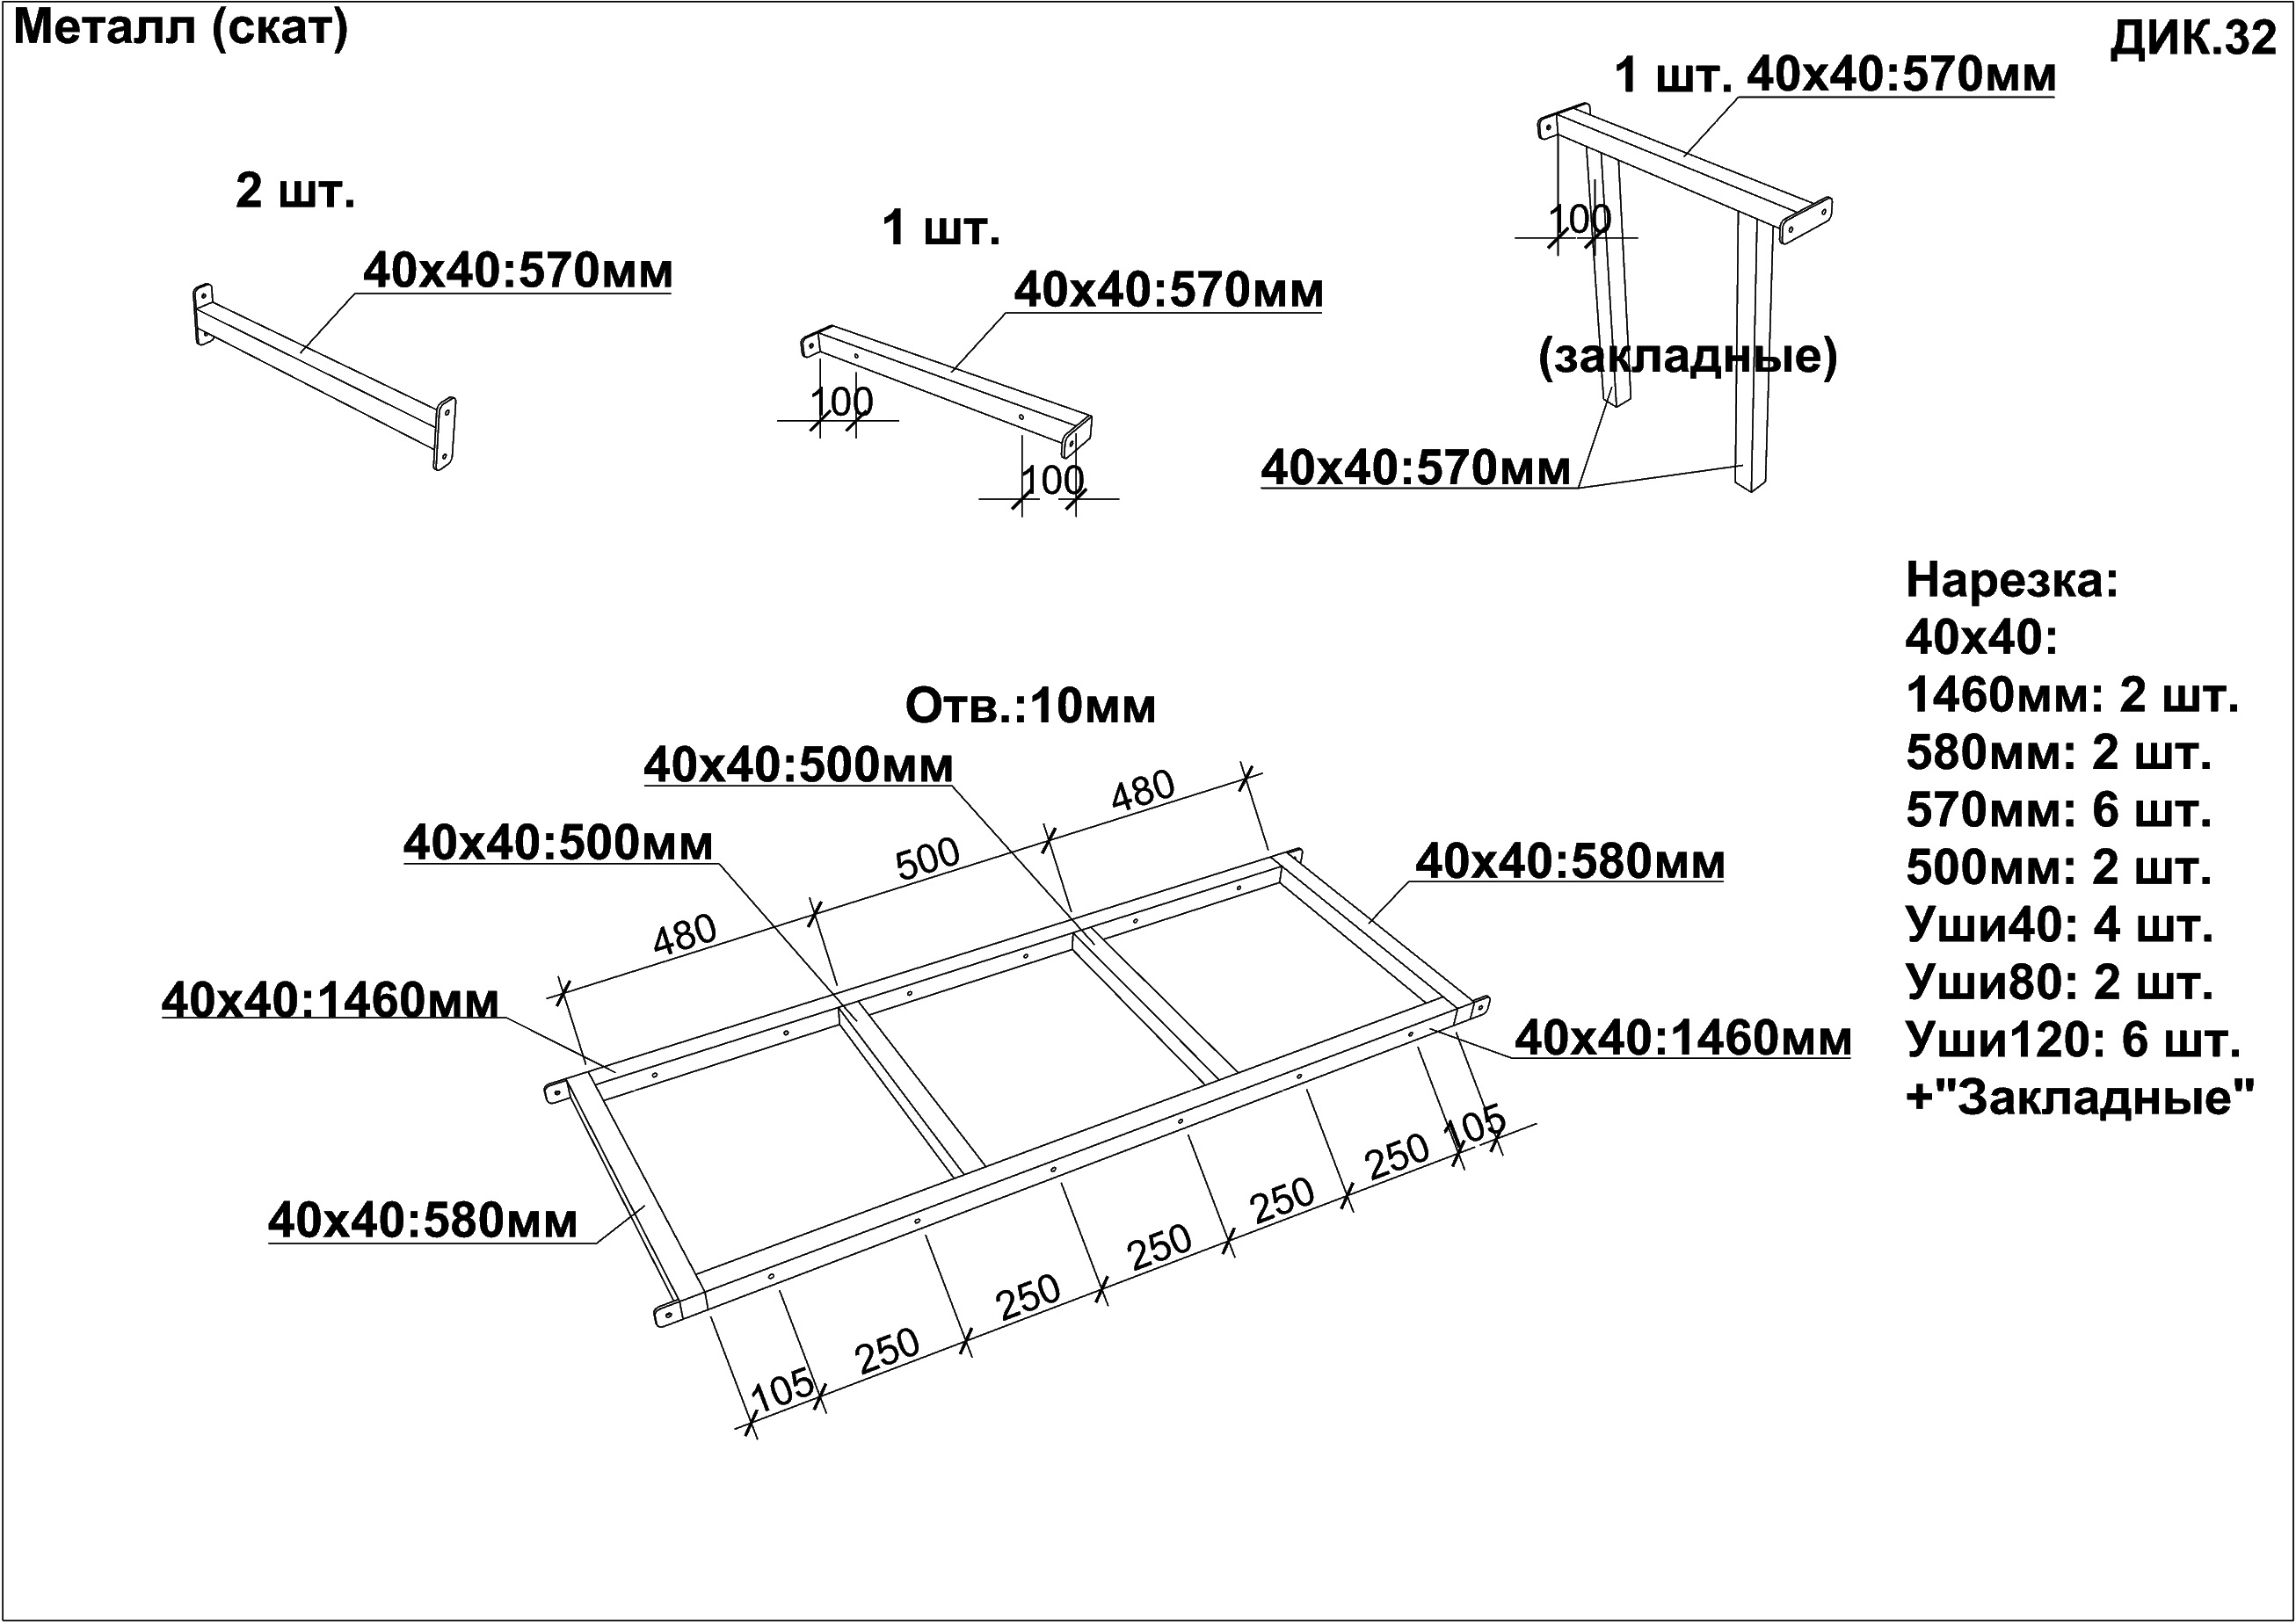 Металл (скат)
ДИК.32
1 шт. 40х40:570мм
2 шт.
1 шт.
100
40х40:570мм
40х40:570мм
(закладные)
100
40х40:570мм
100
Нарезка:
40х40:
1460мм: 2 шт.
580мм: 2 шт.
570мм: 6 шт.
500мм: 2 шт.
Уши40: 4 шт.
Уши80: 2 шт.
Уши120: 6 шт.
+"Закладные"
Отв.:10мм
40х40:500мм
480
40х40:500мм
500
40х40:580мм
480
40х40:1460мм
40х40:1460мм
105
250
40х40:580мм
250
250
250
250
105